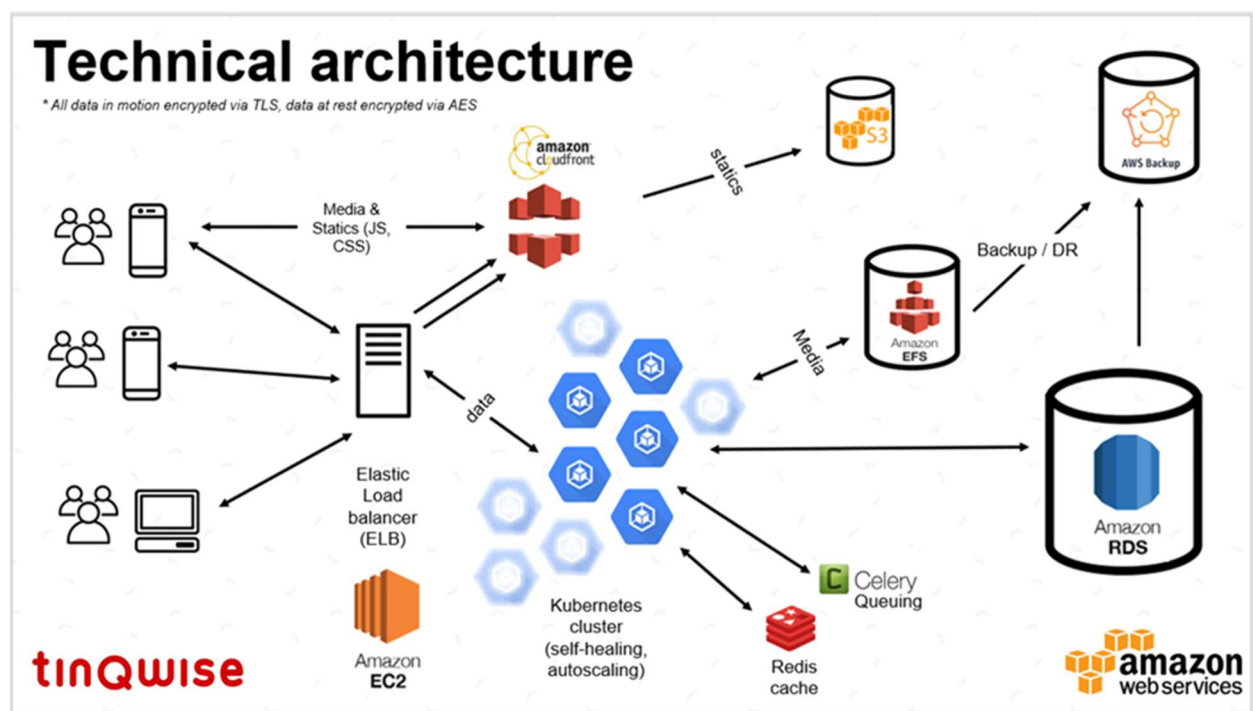 Technical architecture
* All data in motion encrypted via TLS, data at rest encrypted via AES
amazon
cloudfront
statics
S3
AWS Backup
Media &
Statics (JS,
CSS)
Backup / DR
Amazon
EFS
Media
data
Elastic
Load
balancer
(ELB)
Amazon
RDS
C
Celery
Queuing
Kubernetes
cluster
(self-healing,
autoscaling)
Redis
cache
Amazon
EC2
tinQwise
amazon
web services